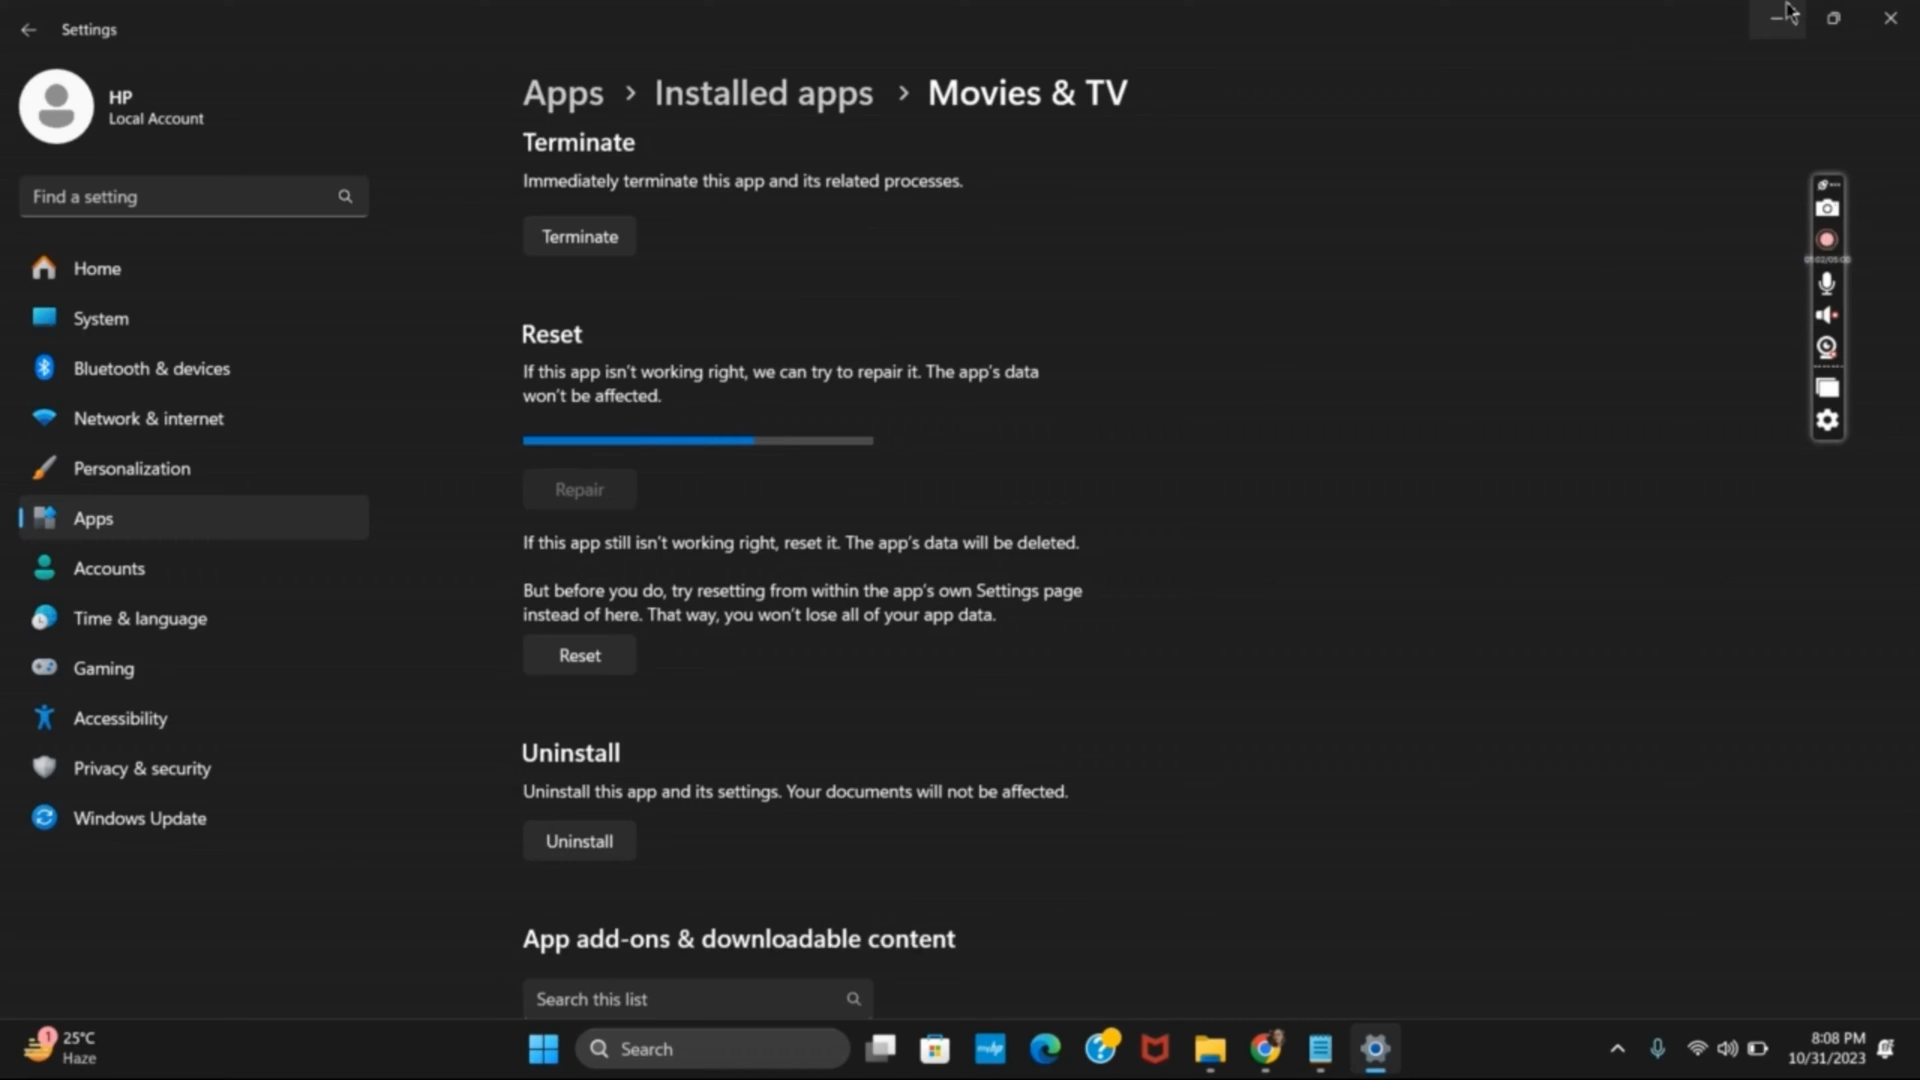 Settings
HP
Local Account
Find a setting
Home
System
Bluetooth & devices
Network & internet
Personalization
Apps
Accounts
Time & language
Gaming
Accessibility
Privacy & security
Windows Update
Apps > Installed apps > Movies & TV
Terminate
Immediately terminate this app and its related processes.
Terminate
Reset
If this app isn't working right, we can try to repair it. The app's data
won't be affected.
Repair
If this app still isn't working right, reset it. The app's data will be deleted.
But before you do, try resetting from within the app's own Settings page
instead of here. That way, you won't lose all of your app data.
Reset
Uninstall
Uninstall this app and its settings. Your documents will not be affected.
Uninstall
App add-ons & downloadable content
Search this list
1
25°C
Haze
Search
8:08 PM
10/31/2023